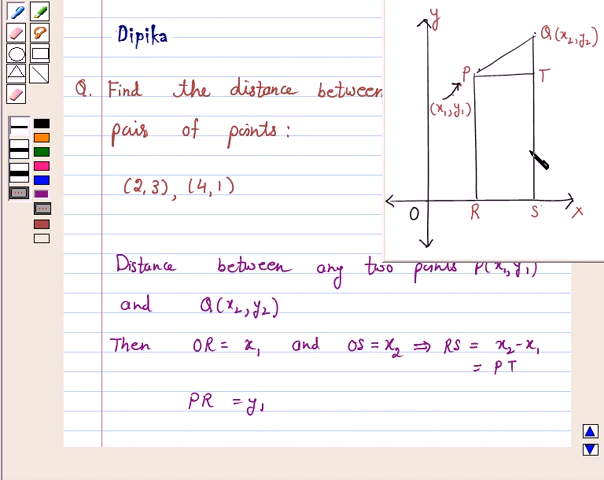 Dipika
Q. Find the distance between
pair of points :
(2,3), (4,1)
y
Q(x₂,y₂)
P
T
(x₁,y₁)
O
R
S
x
Distance between any two points P(x₁,y₁)
and Q(x₂,y₂)
Then OR = x₁ and OS = x₂ ⇒ RS = x₂-x₁
= PT
PR = y₁